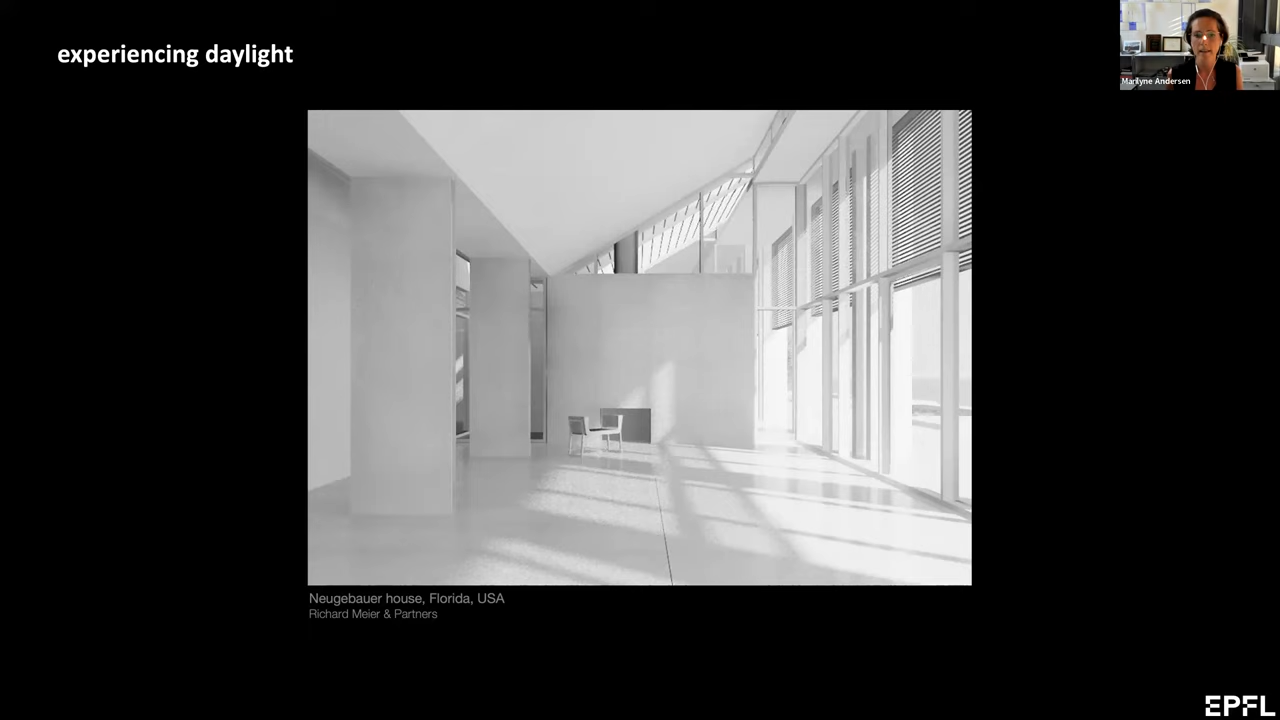 experiencing daylight
Marilyne Andersen
Neugebauer house, Florida, USA
Richard Meier & Partners
EPFL